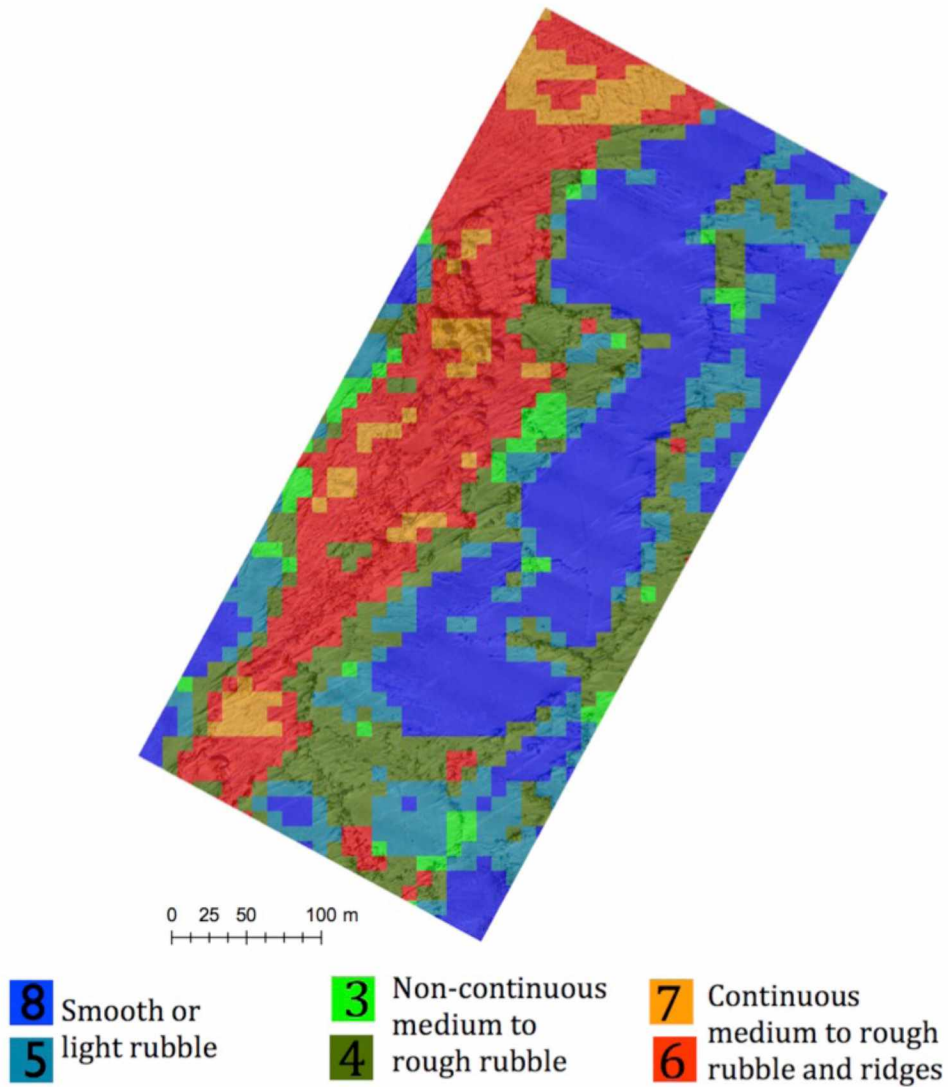 0 25 50 100 m
8 Smooth or
5 light rubble
3 Non-continuous
medium to
4 rough rubble
7 Continuous
medium to rough
6 rubble and ridges